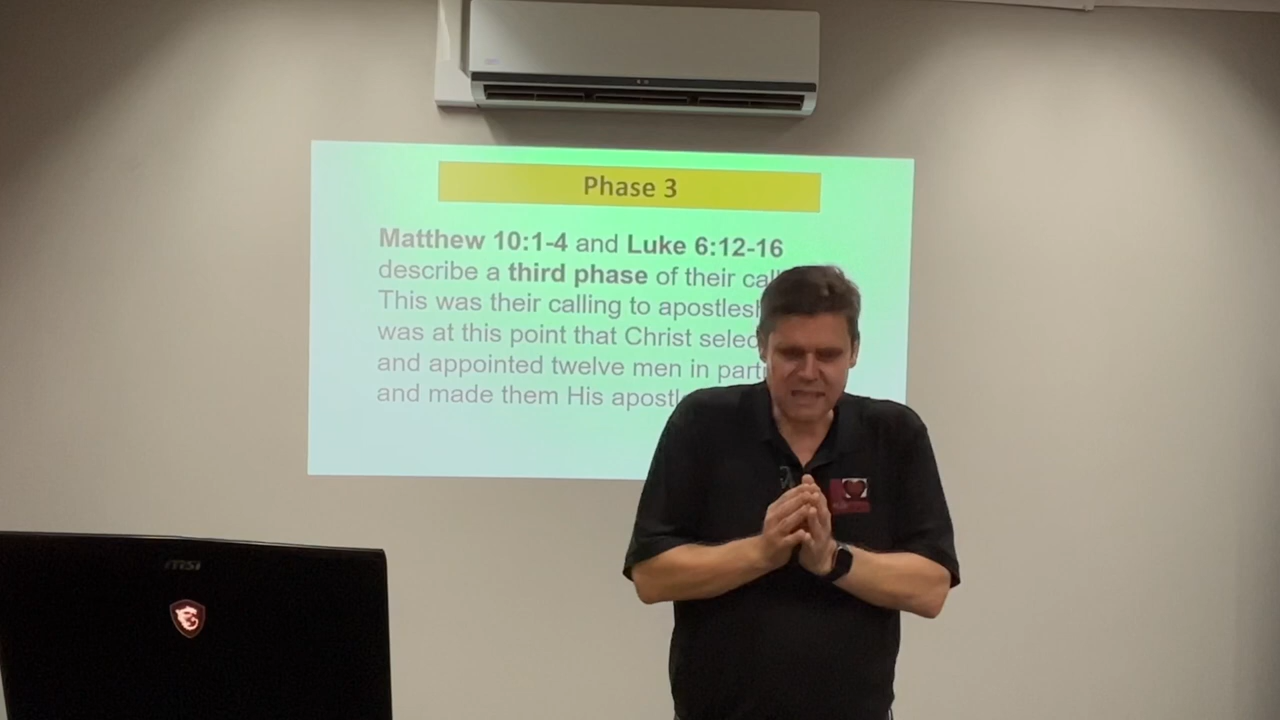 Phase 3
Matthew 10:1-4 and Luke 6:12-16
describe a third phase of their call
This was their calling to apostlesh
was at this point that Christ selec
and appointed twelve men in parti
and made them His apostl
msi